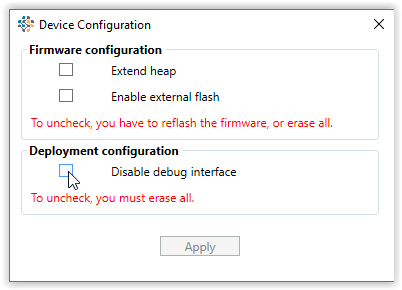 Device Configuration
Firmware configuration
Extend heap
Enable external flash
To uncheck, you have to reflash the firmware, or erase all.
Deployment configuration
Disable debug interface
To uncheck, you must erase all.
Apply